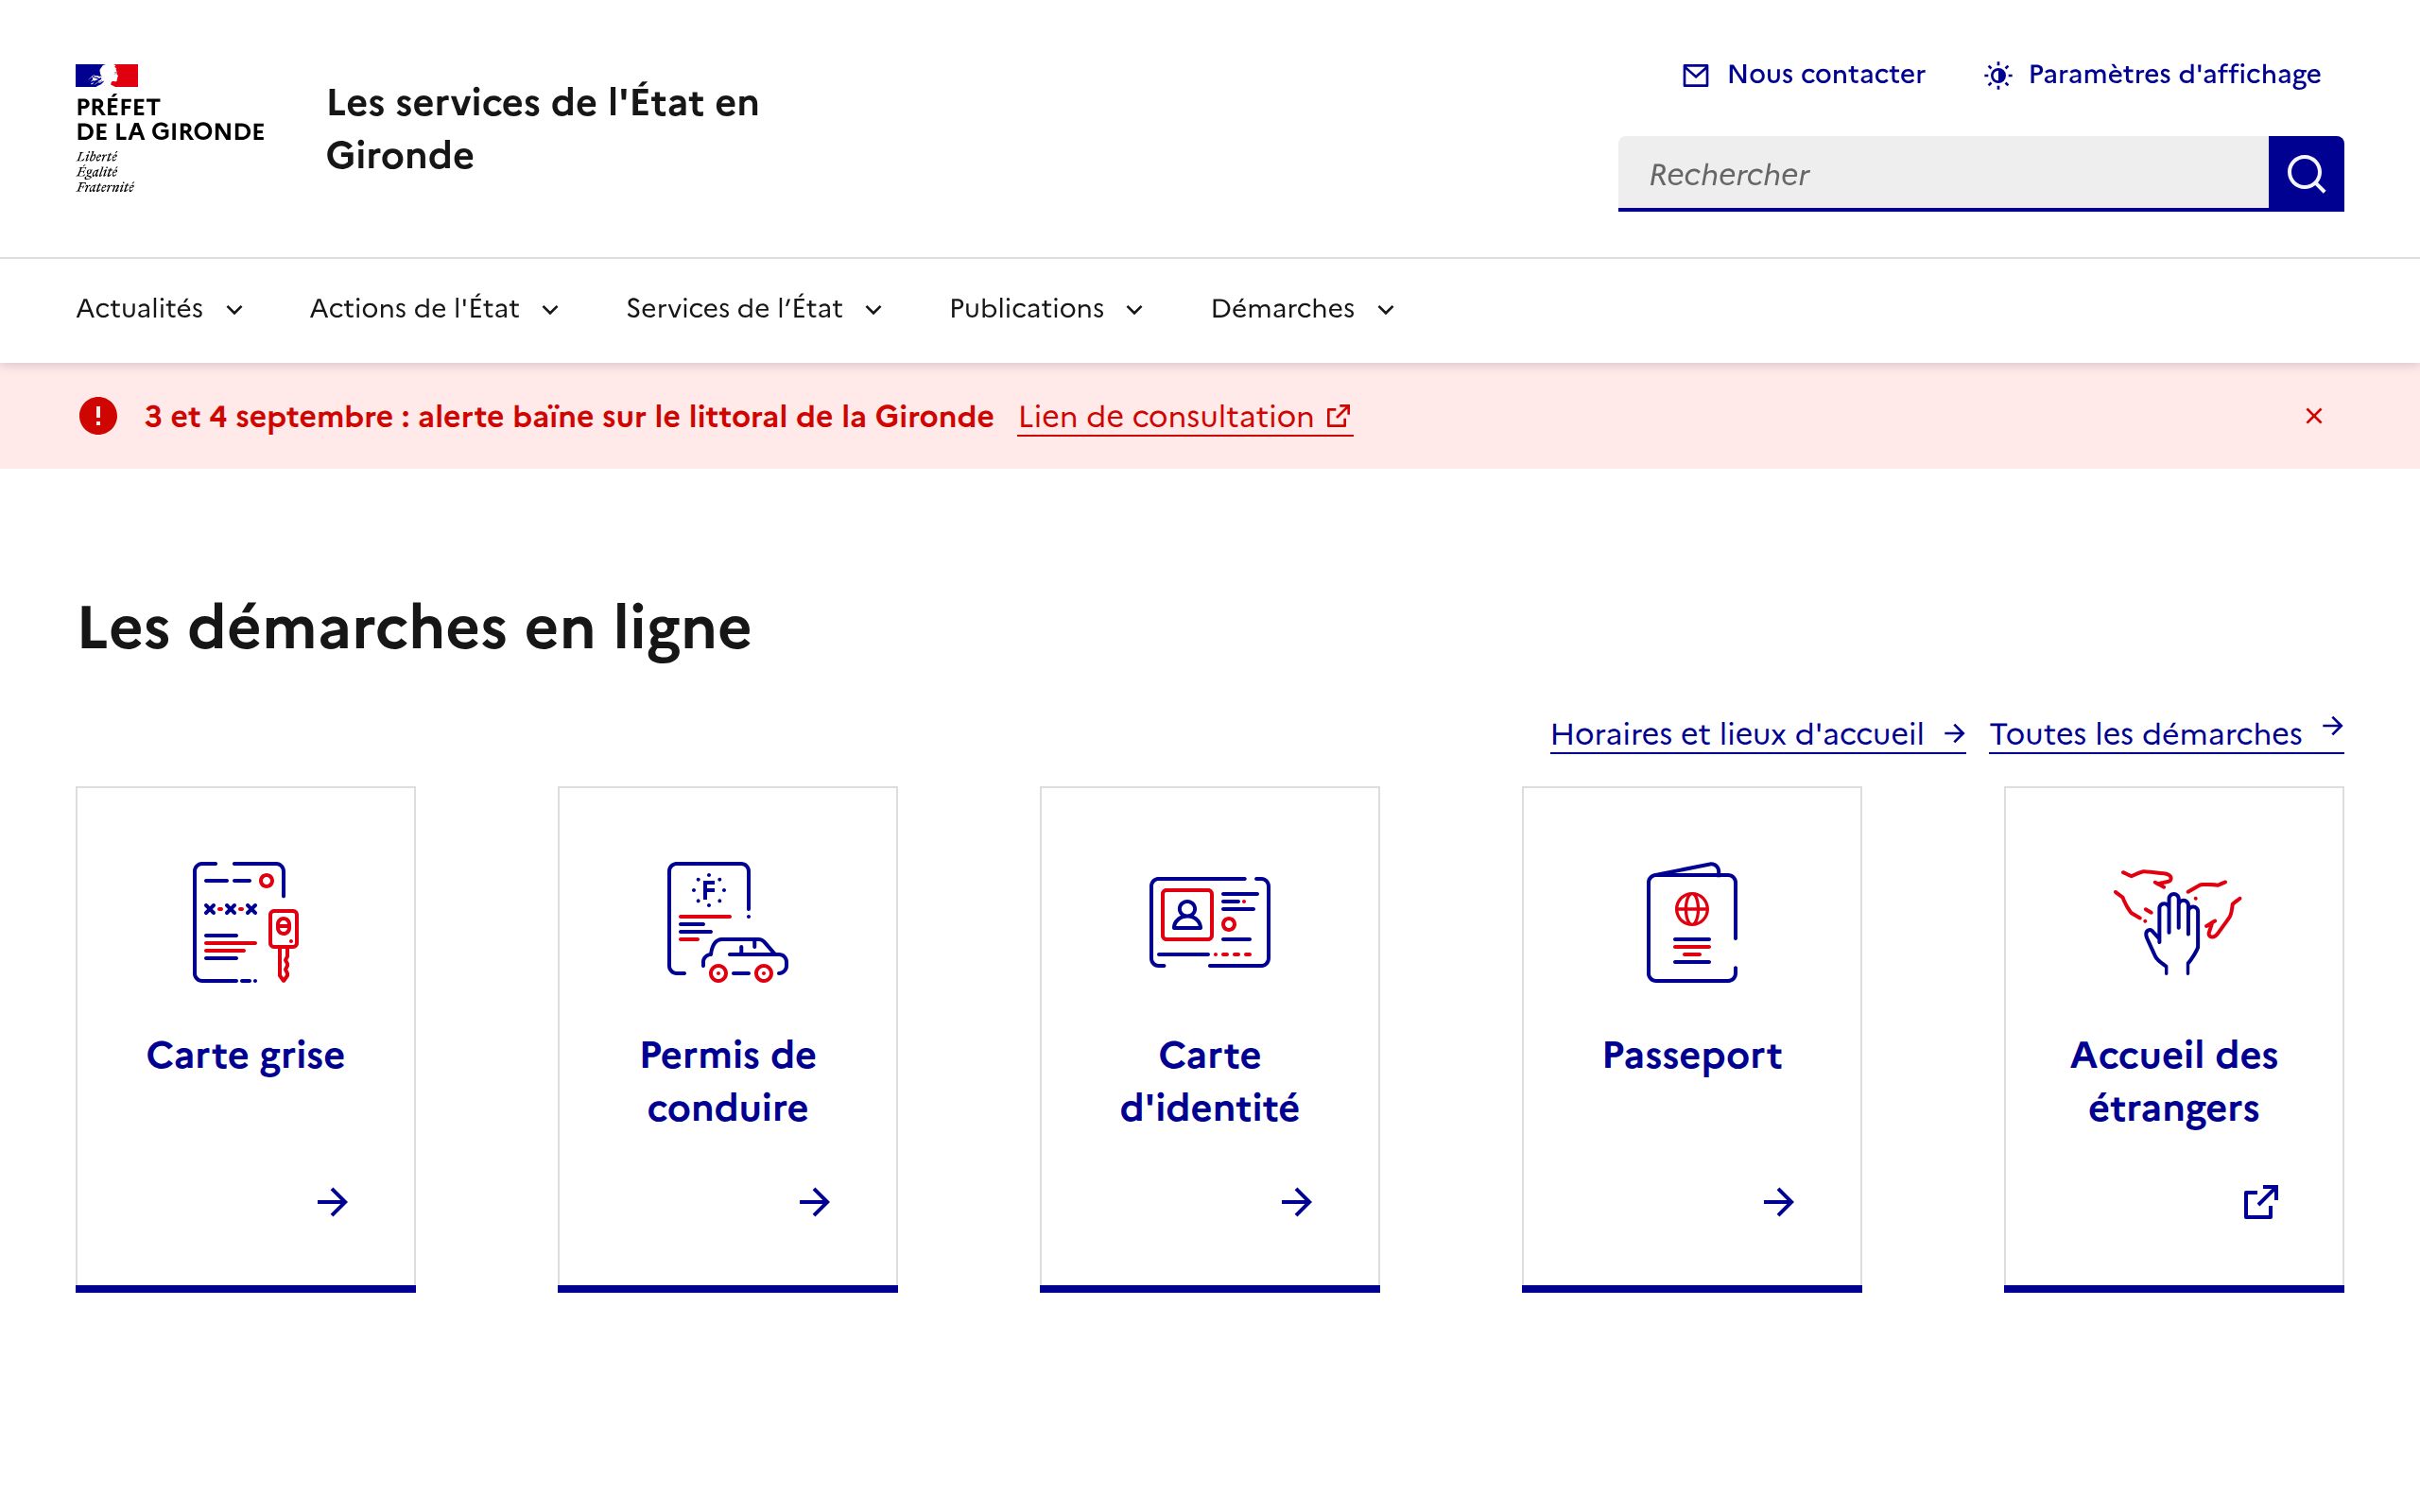 PRÉFET
DE LA GIRONDE
Liberté
Égalité
Fraternité
Les services de l'État en
Gironde
Nous contacter
Paramètres d'affichage
Rechercher
Actualités
Actions de l'État
Services de l’État
Publications
Démarches
3 et 4 septembre : alerte baïne sur le littoral de la Gironde Lien de consultation
Les démarches en ligne
Horaires et lieux d'accueil
Toutes les démarches
Carte grise
F
Permis de
conduire
Carte
d'identité
Passeport
Accueil des
étrangers